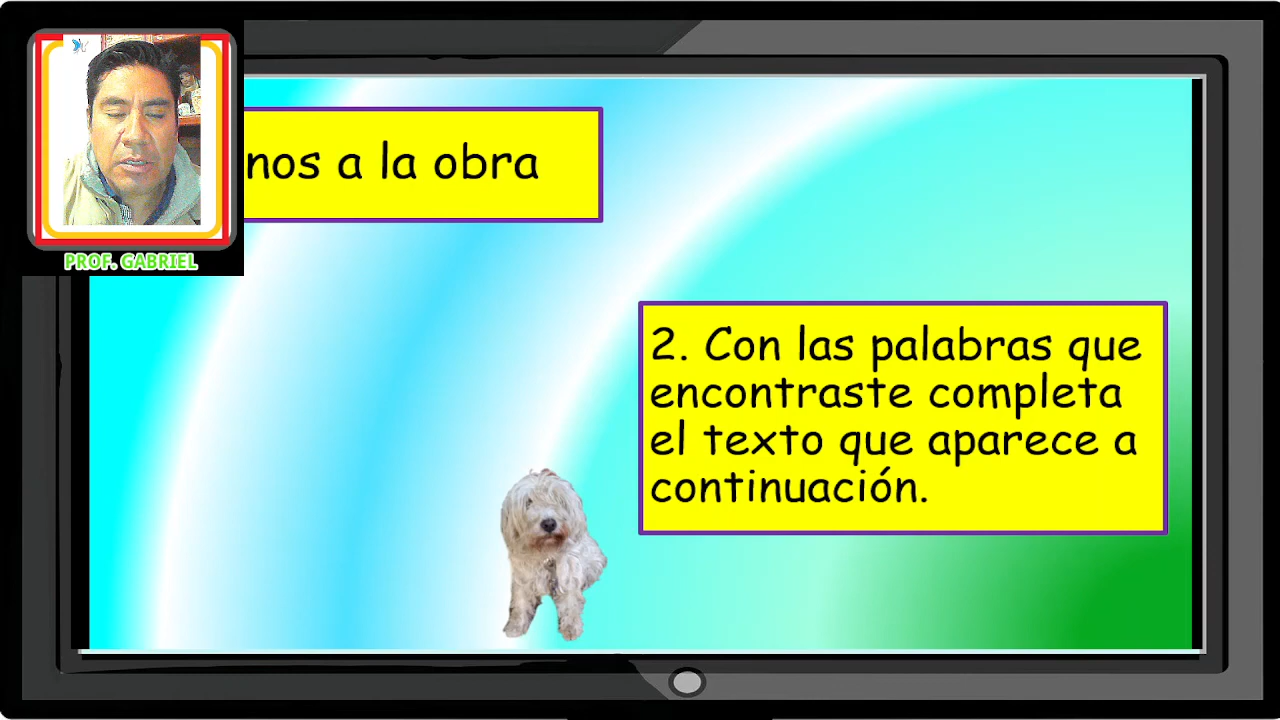 nos a la obra
PROF. GABRIEL
2. Con las palabras que
encontraste completa
el texto que aparece a
continuación.